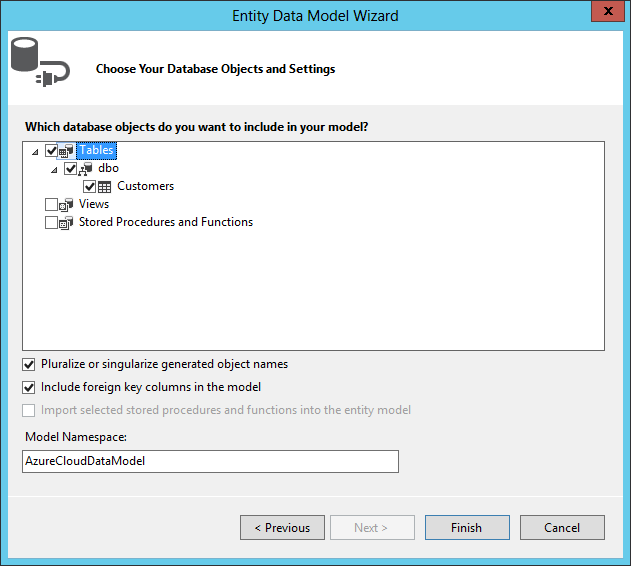 Entity Data Model Wizard
x
Choose Your Database Objects and Settings
Which database objects do you want to include in your model?
Tables
dbo
Customers
Views
Stored Procedures and Functions
Pluralize or singularize generated object names
Include foreign key columns in the model
Import selected stored procedures and functions into the entity model
Model Namespace:
AzureCloudDataModel
< Previous Next > Finish Cancel